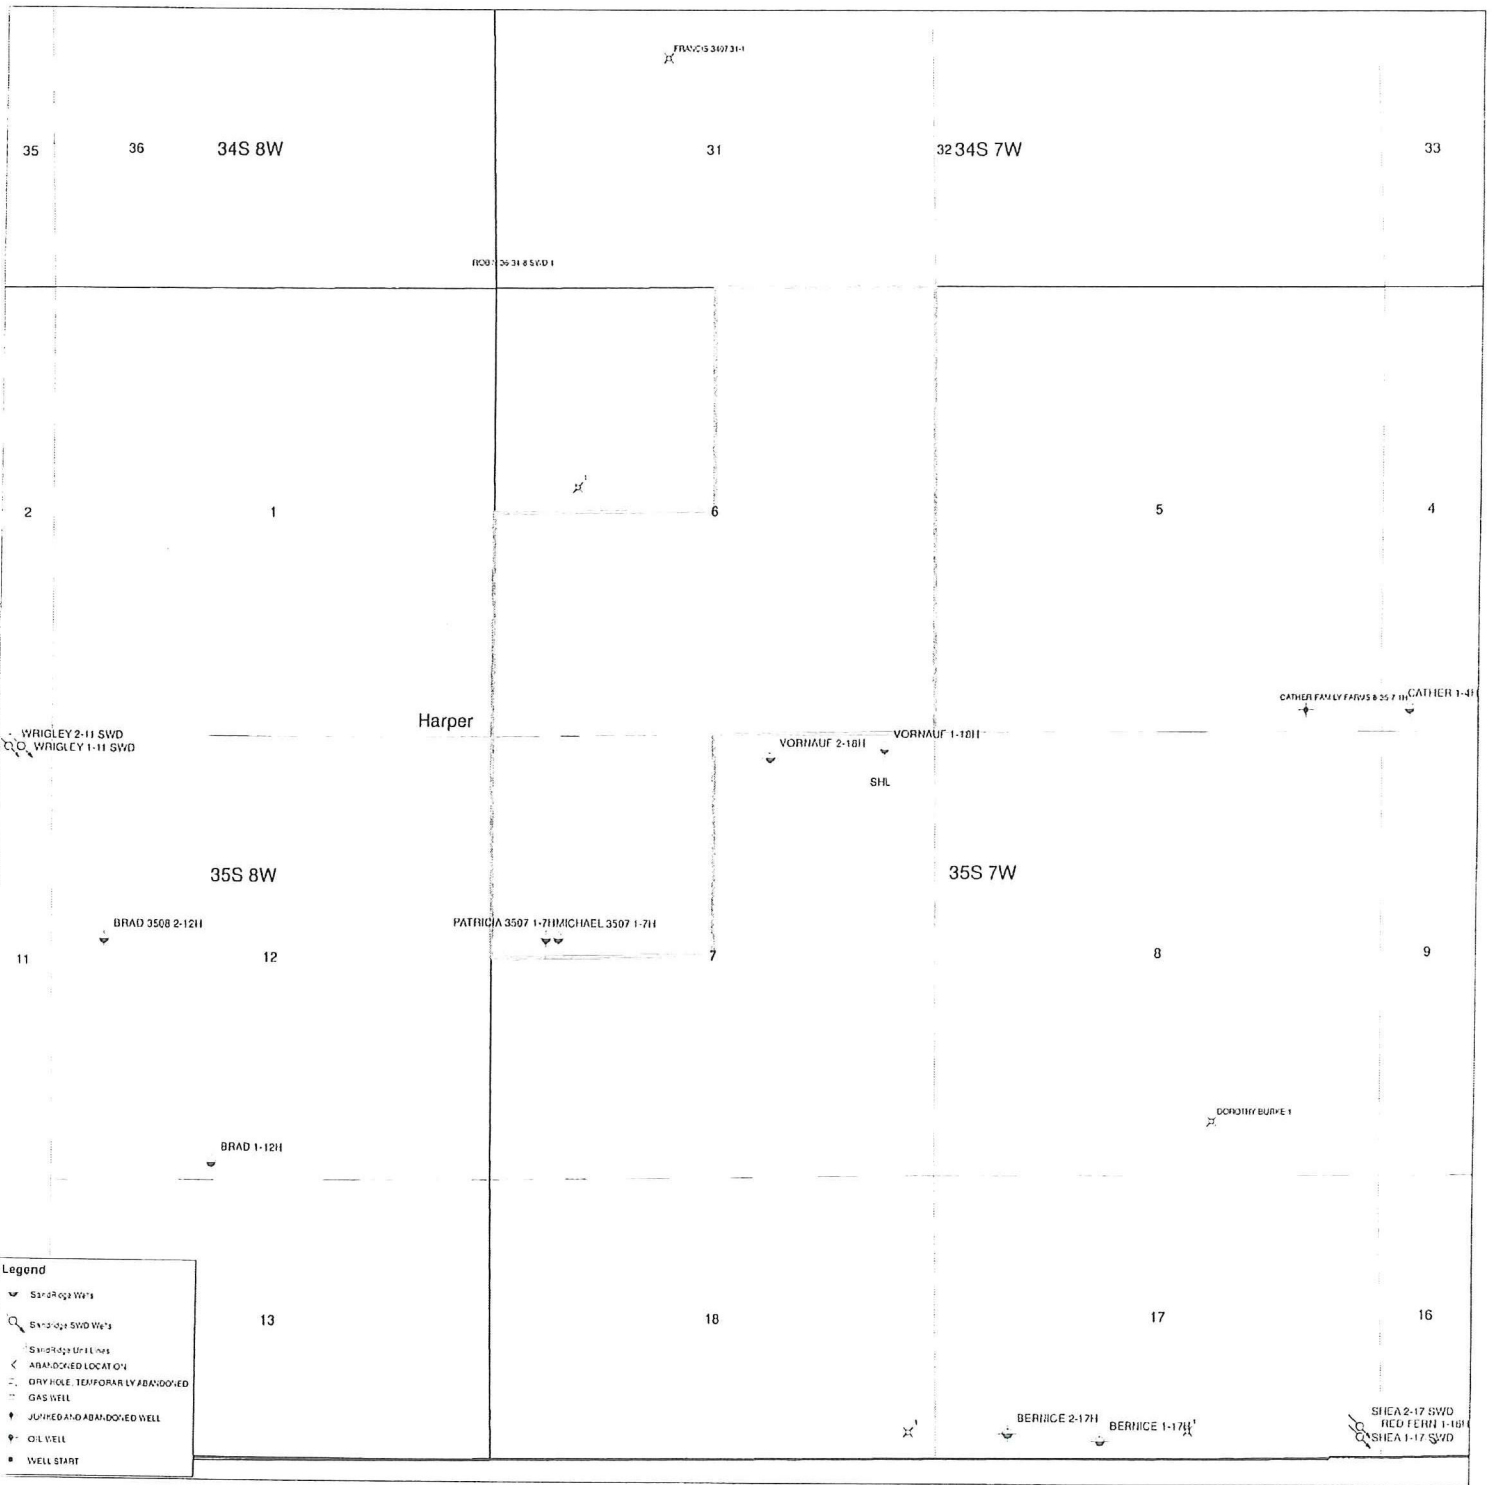 FRANCIS 3407 31-1
35
36
34S 8W
31
32 34S 7W
33
2
1
1
6
5
4
CATHER FAMILY FARMS
CATHER 1-4H
Harper
WRIGLEY 2-11 SWD
WRIGLEY 1-11 SWD
VORNAUF 2-18H
VORNAUF 1-18H
SHL
35S 8W
35S 7W
BRAD 3508 2-12H
PATRICIA 3507 1-7H
MICHAEL 3507 1-7H
11
12
7
8
9
DOROTHY BURKE 1
BRAD 1-12H
13
18
17
16
1
BERNICE 2-17H
BERNICE 1-17H
1
SHEA 2-17 SWD
RED FERN 1-16H
SHEA 1-17 SWD
Legend
SandRidge Wells
Sandridge SWD Wells
SandRidge Unit Lines
ABANDONED LOCATION
DRY HOLE, TEMPORARILY ABANDONED
GAS WELL
JUNKED AND ABANDONED WELL
OIL WELL
WELL START